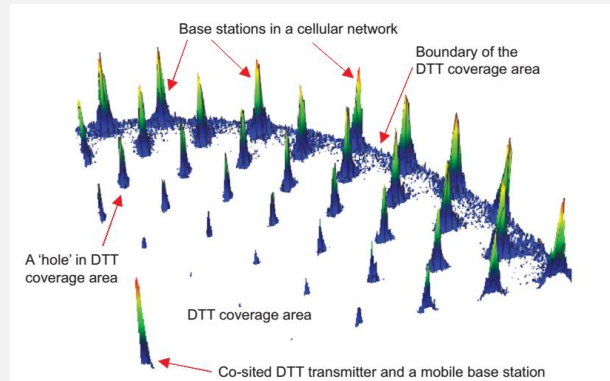 Base stations in a cellular network
Boundary of the
DTT coverage area
A ‘hole’ in DTT
coverage area
DTT coverage area
Co-sited DTT transmitter and a mobile base station